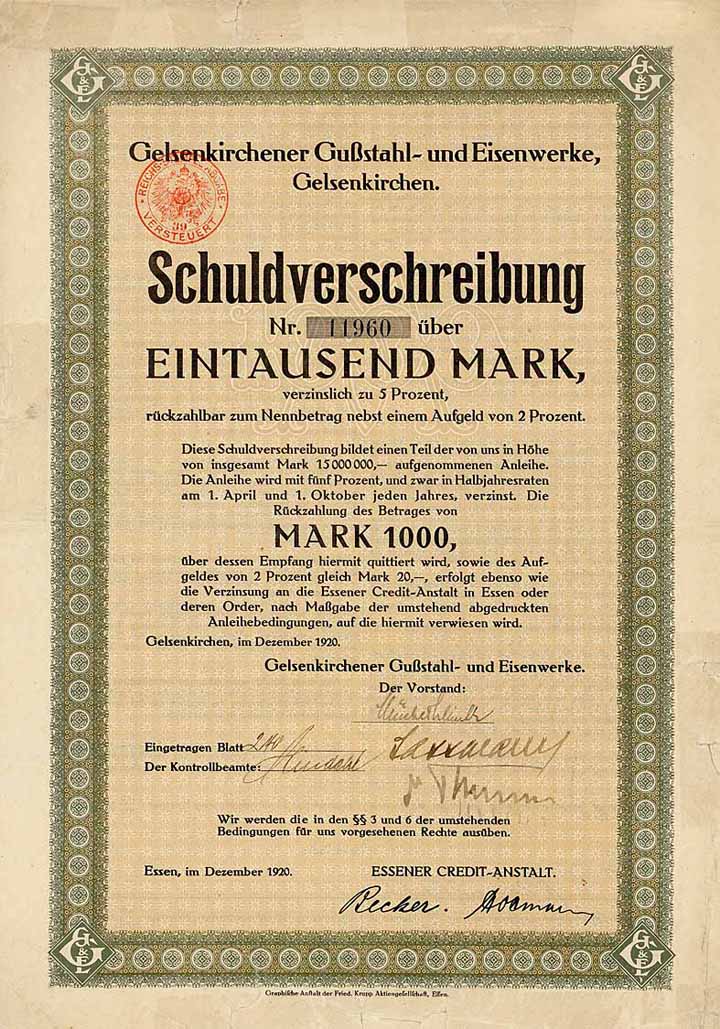 Gelsenkirchener Gußstahl- und Eisenwerke,
Gelsenkirchen.
VERSTEUERT
Schuldverschreibung
Nr. 11960 über
EINTAUSEND MARK,
verzinslich zu 5 Prozent,
rückzahlbar zum Nennbetrag nebst einem Aufgeld von 2 Prozent.
Diese Schuldverschreibung bildet einen Teil der von uns in Höhe
von insgesamt Mark 15 000 000,— aufgenommenen Anleihe.
Die Anleihe wird mit fünf Prozent, und zwar in Halbjahresraten
am 1. April und 1. Oktober jeden Jahres, verzinst. Die
Rückzahlung des Betrages von
MARK 1000,
über dessen Empfang hiermit quittiert wird, sowie des Auf-
geldes von 2 Prozent gleich Mark 20,—, erfolgt ebenso wie
die Verzinsung an die Essener Credit-Anstalt in Essen oder
deren Order, nach Maßgabe der umstehend abgedruckten
Anleihebedingungen, auf die hiermit verwiesen wird.
Gelsenkirchen, im Dezember 1920.
Gelsenkirchener Gußstahl- und Eisenwerke.
Der Vorstand:
Eingetragen Blatt
Der Kontrollbeamte:
Wir werden die in den §§ 3 und 6 der umstehenden
Bedingungen für uns vorgesehenen Rechte ausüben.
Essen, im Dezember 1920.
ESSENER CREDIT-ANSTALT.
Becker.
Graphische Anstalt der Fried. Krupp Aktiengesellschaft, Essen.